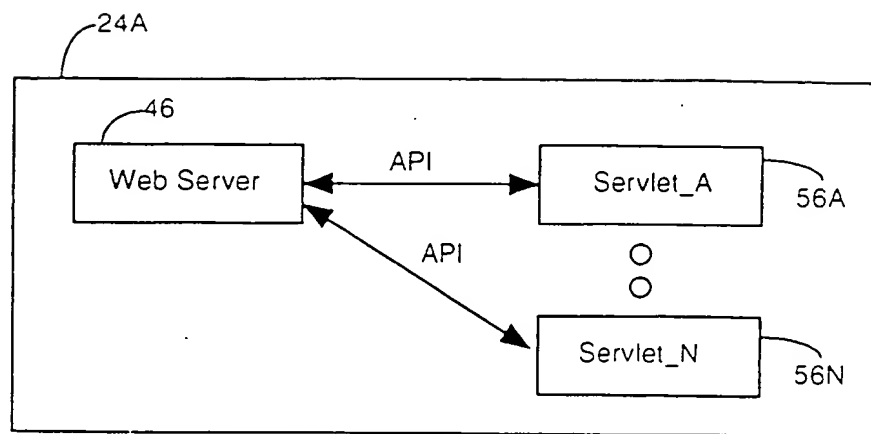 24A
46
Web Server
API
Servlet_A
56A
API
Servlet_N
56N